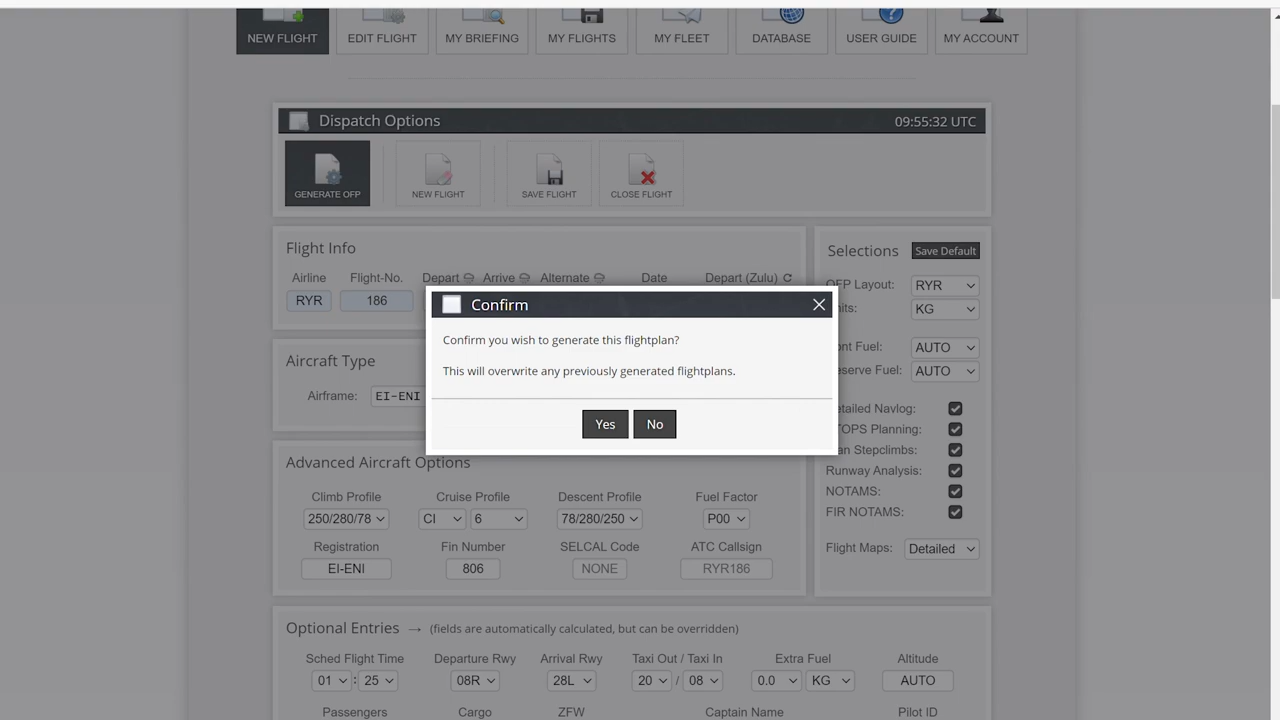 NEW FLIGHT EDIT FLIGHT MY BRIEFING MY FLIGHTS MY FLEET DATABASE USER GUIDE MY ACCOUNT
Dispatch Options 09:55:32 UTC
GENERATE OFP NEW FLIGHT SAVE FLIGHT CLOSE FLIGHT
Flight Info
Airline Flight-No. Depart Arrive Alternate Date Depart (Zulu)
RYR 186
Selections Save Default
OFP Layout: RYR
KG
AUTO
AUTO
NOTAMS:
Runway Analysis:
FIR NOTAMS:
Flight Maps: Detailed
Confirm
Confirm you wish to generate this flightplan?
This will overwrite any previously generated flightplans.
Yes No
Aircraft Type
Airframe: EI-ENI
Advanced Aircraft Options
Climb Profile Cruise Profile Descent Profile Fuel Factor
250/280/78 CI 6 78/280/250 P00
Registration Fin Number SELCAL Code ATC Callsign
EI-ENI 806 NONE RYR186
Optional Entries → (fields are automatically calculated, but can be overridden)
Sched Flight Time Departure Rwy Arrival Rwy Taxi Out / Taxi In Extra Fuel Altitude
01 : 25 08R 28L 20 / 08 0.0 KG AUTO
Passengers Cargo ZFW Captain Name Pilot ID